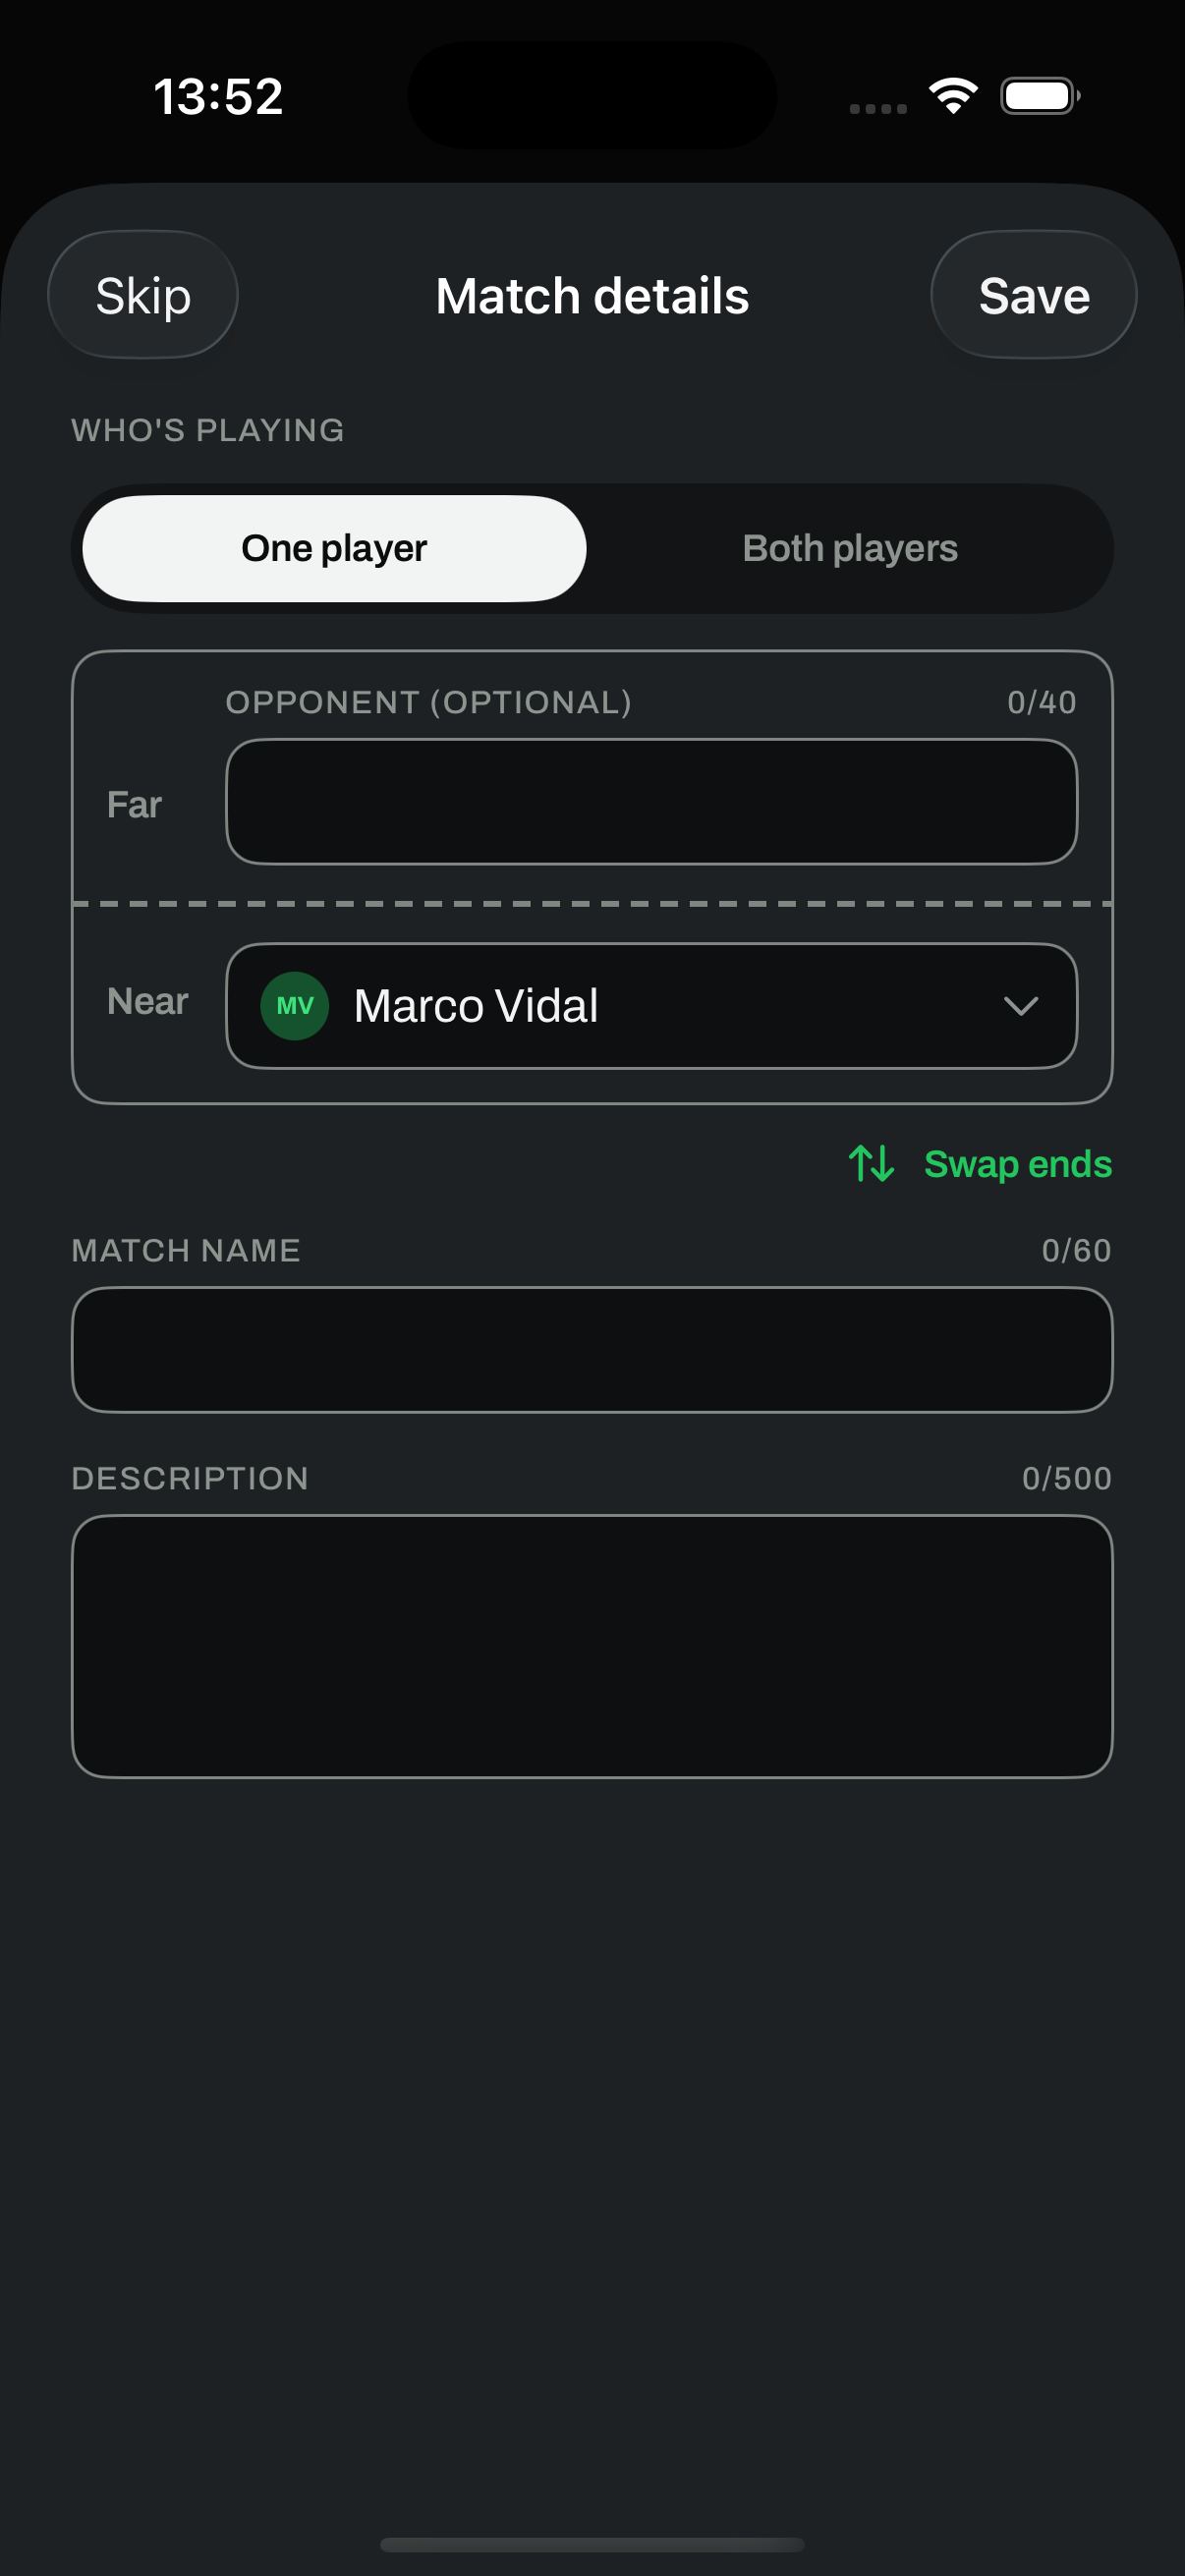 13:52
Skip
Match details
Save
WHO'S PLAYING
One player
Both players
OPPONENT (OPTIONAL)
0/40
Far
Near
MV
Marco Vidal
Swap ends
MATCH NAME
0/60
DESCRIPTION
0/500